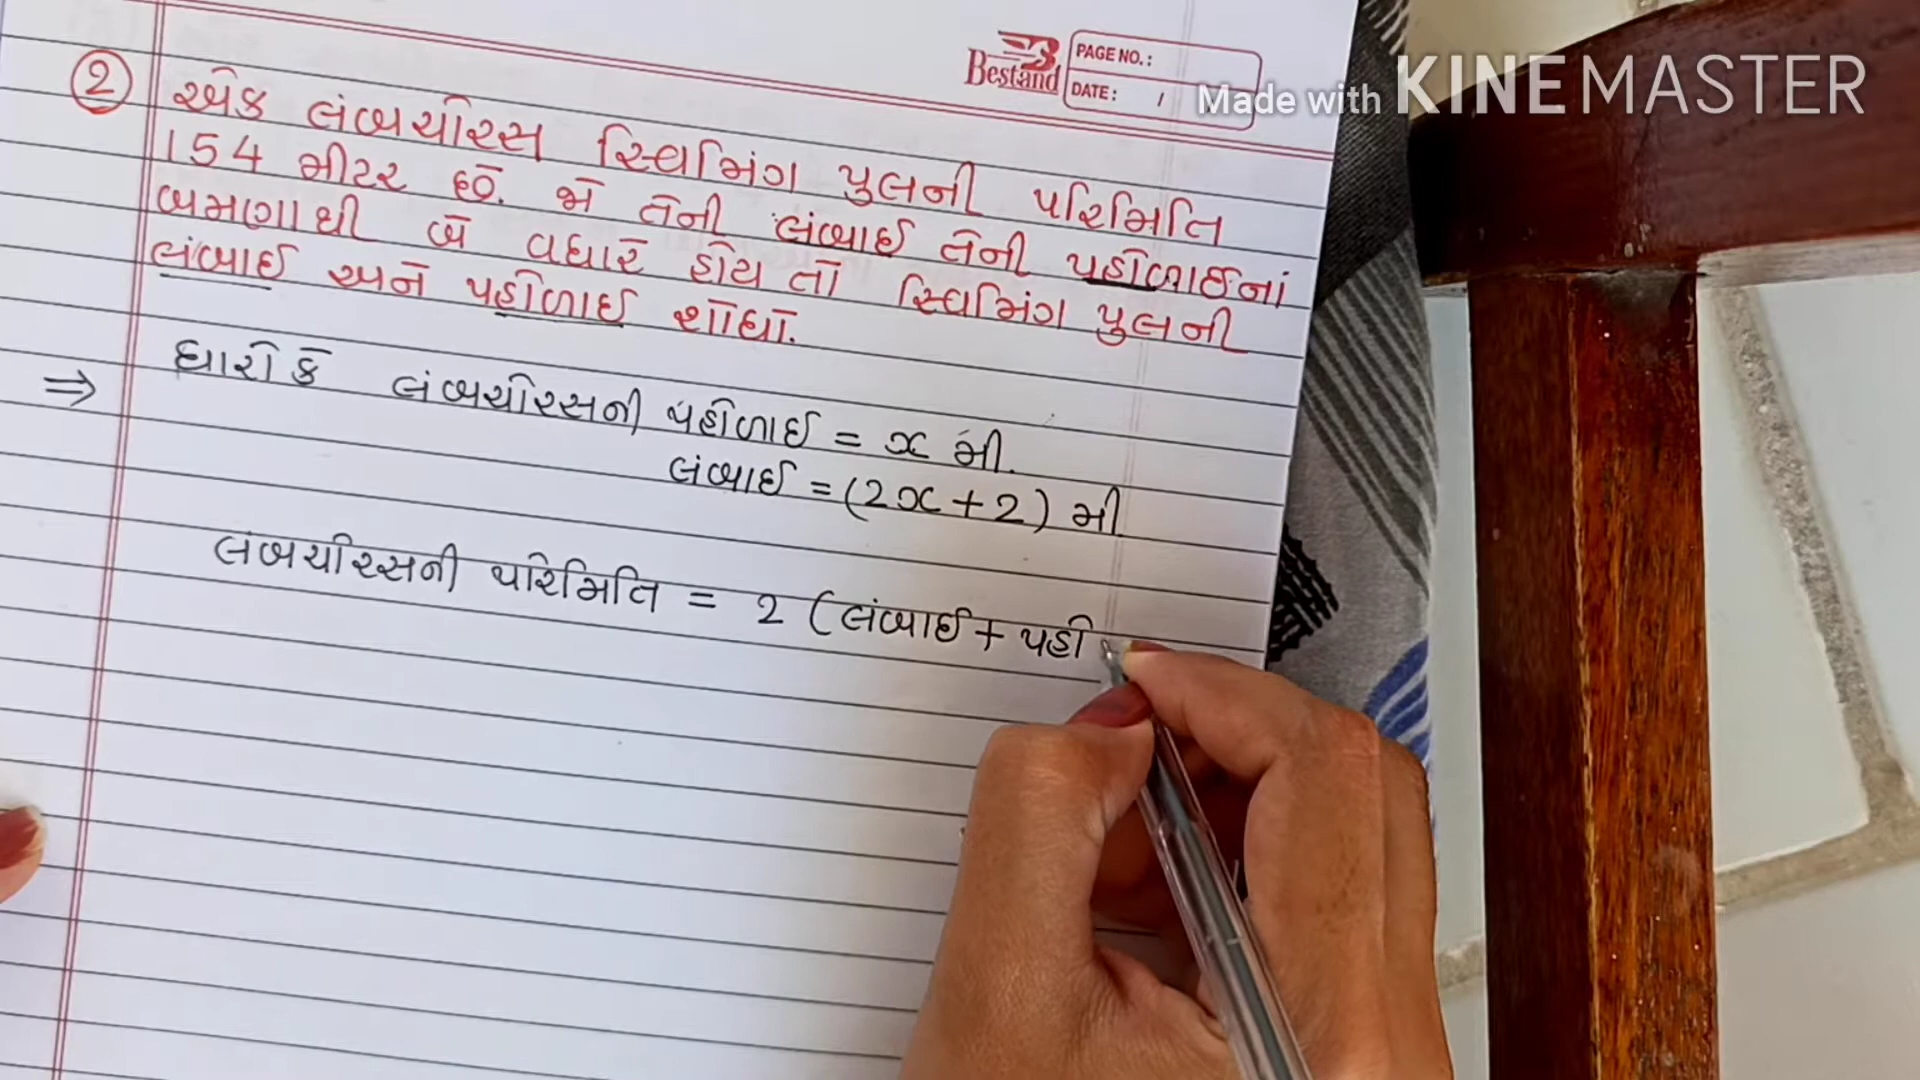 Bestand
PAGE NO. :
DATE : /
Made with KINEMASTER
② એક લંબચોરસ સ્વિમિંગ પુલની પરિમિતિ
154 મીટર છે. જો તેની લંબાઈ તેની પહોળાઈનાં
બમણાથી બે વધારે હોય તો સ્વિમિંગ પુલની
લંબાઈ અને પહોળાઈ શોધો.
⇒ ધારો કે લંબચોરસની પહોળાઈ = x મી.
લંબાઈ = (2x + 2) મી.
લંબચોરસની પરિમિતિ = 2 (લંબાઈ + પહો